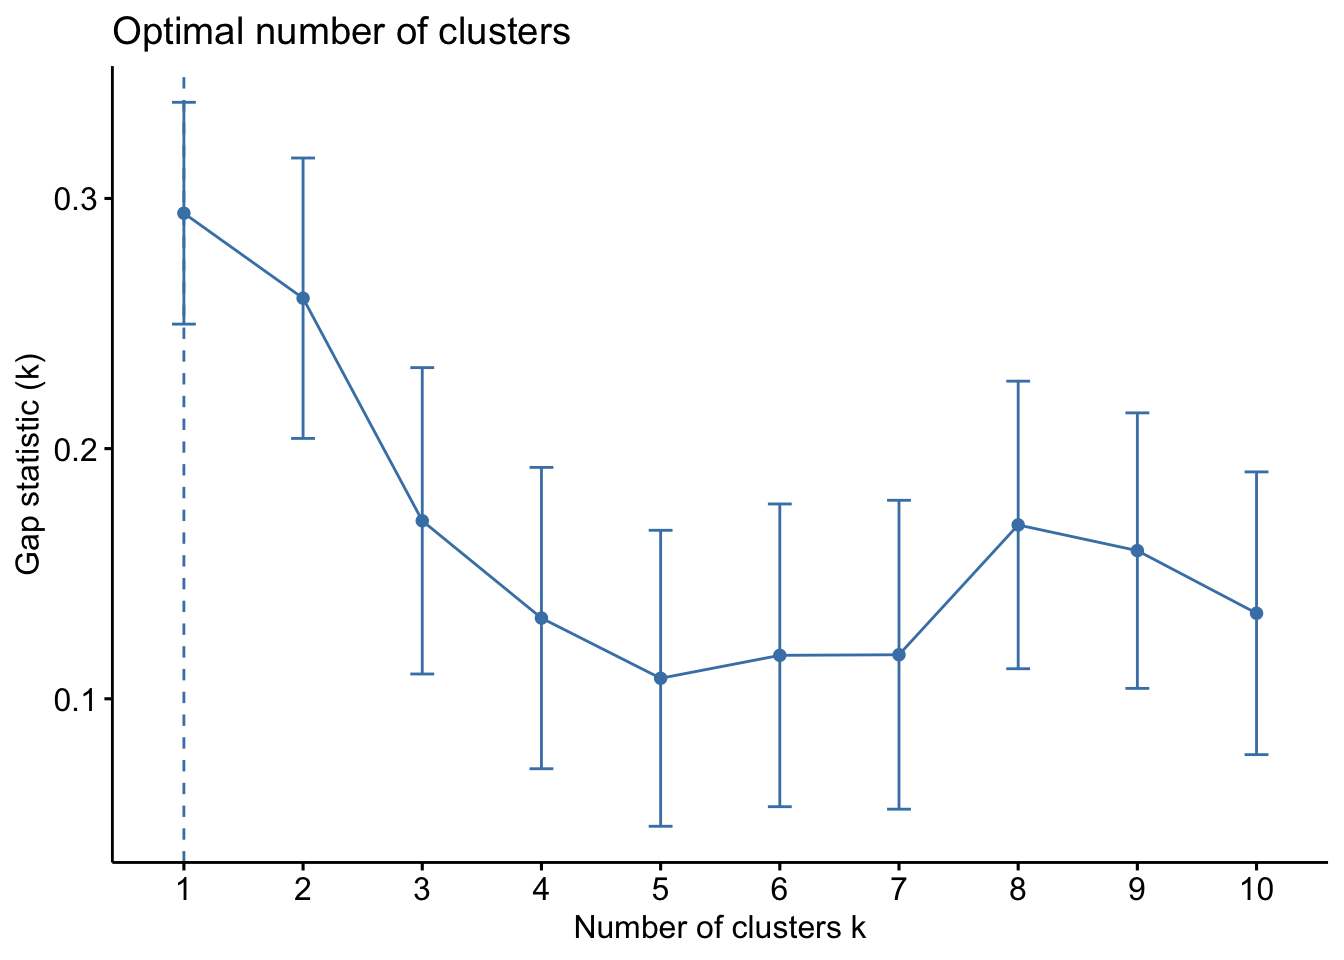 Optimal number of clusters
Gap statistic (k)
0.3
0.2
0.1
1 2 3 4 5 6 7 8 9 10
Number of clusters k